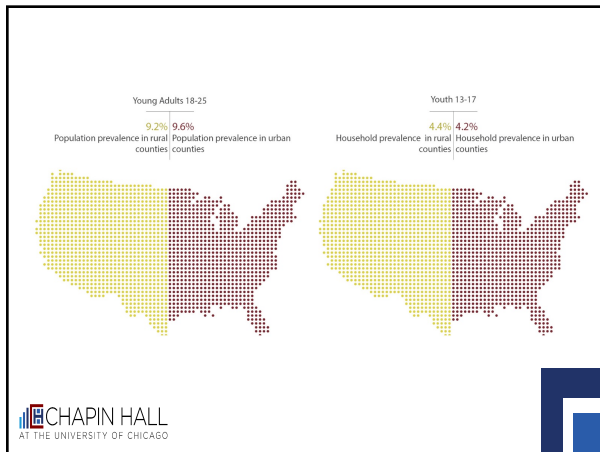 Young Adults 18-25
9.2% 9.6%
Population prevalence in rural counties
Population prevalence in urban counties
Youth 13-17
4.4% 4.2%
Household prevalence in rural counties
Household prevalence in urban counties
CHAPIN HALL
AT THE UNIVERSITY OF CHICAGO